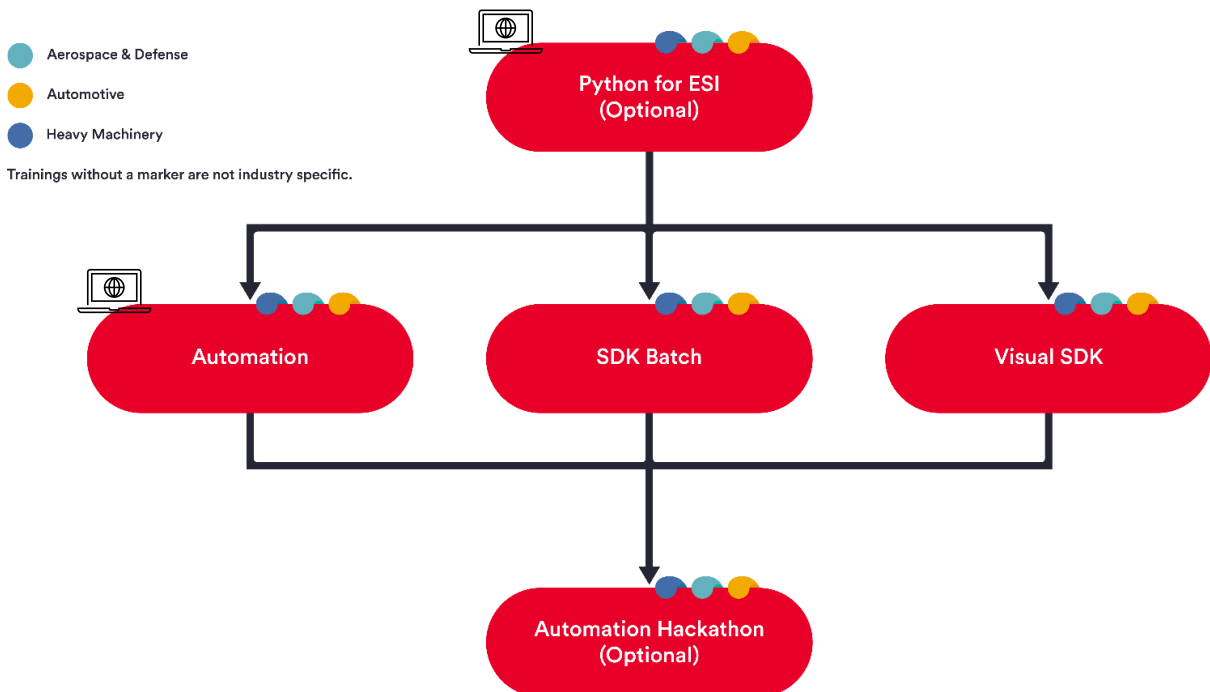 Aerospace & Defense
Automotive
Heavy Machinery
Trainings without a marker are not industry specific.
Python for ESI
(Optional)
Automation
SDK Batch
Visual SDK
Automation Hackathon
(Optional)